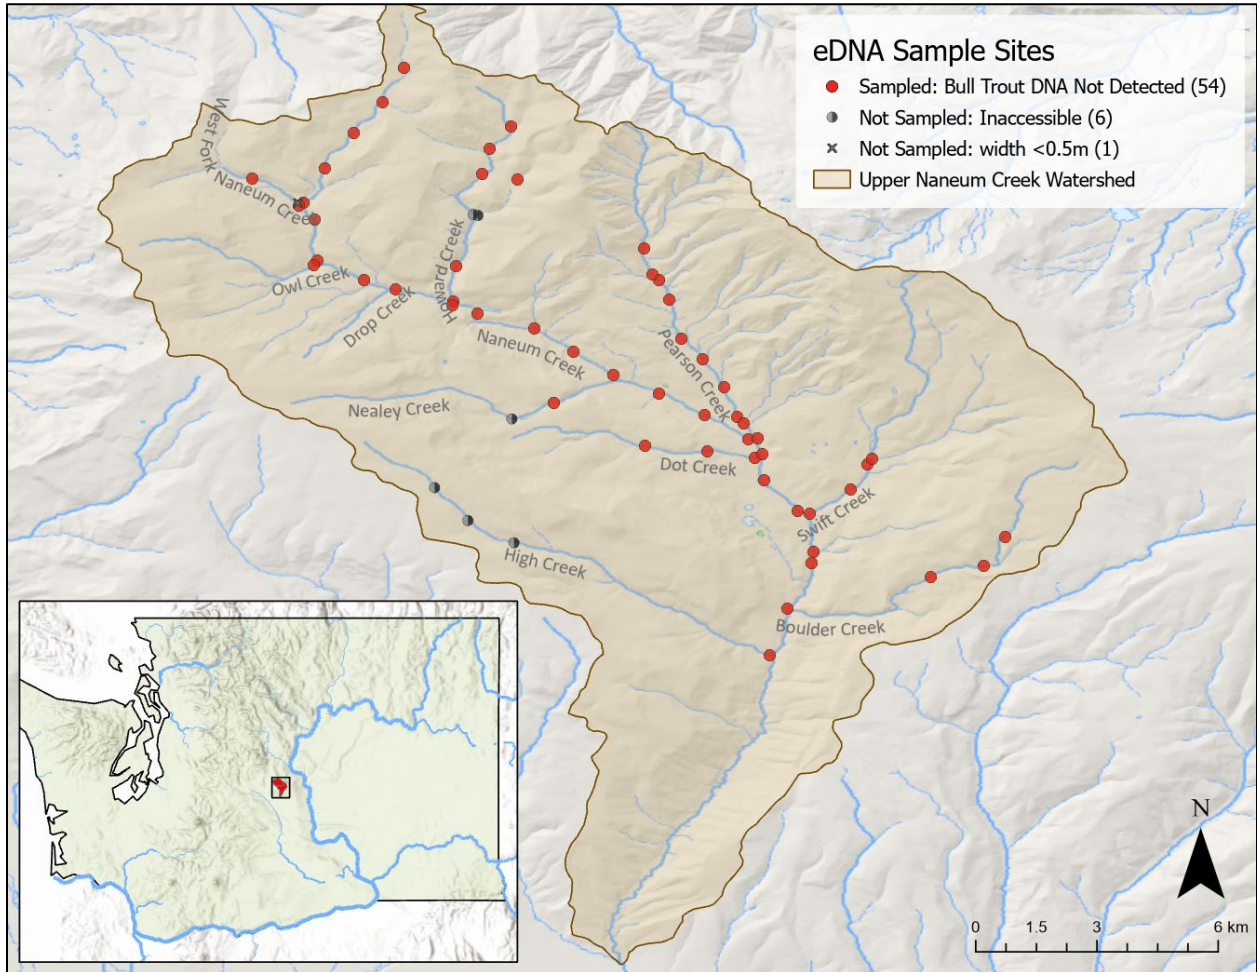 eDNA Sample Sites
Sampled: Bull Trout DNA Not Detected (54)
Not Sampled: Inaccessible (6)
Not Sampled: width <0.5m (1)
Upper Naneum Creek Watershed
West Fork
Naneum Creek
Howard Creek
Owl Creek
Drop Creek
Naneum Creek
Pearson Creek
Nealey Creek
Dot Creek
Swift Creek
High Creek
Boulder Creek
N
0 1.5 3 6 km